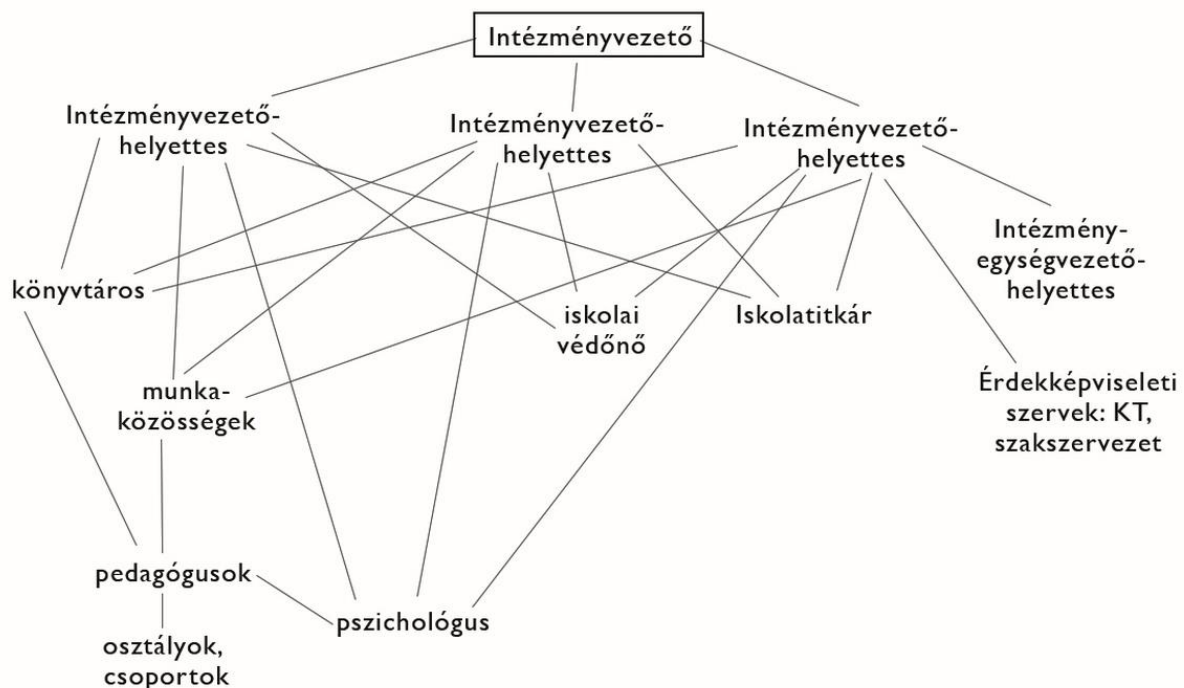 Intézményvezető
Intézményvezető-
helyettes
Intézményvezető-
helyettes
Intézményvezető-
helyettes
Intézmény-
egységvezető-
helyettes
könyvtáros
iskolai
védőnő
Iskolatitkár
munka-
közösségek
Érdekképviseleti
szervek: KT,
szakszervezet
pedagógusok
pszichológus
osztályok,
csoportok